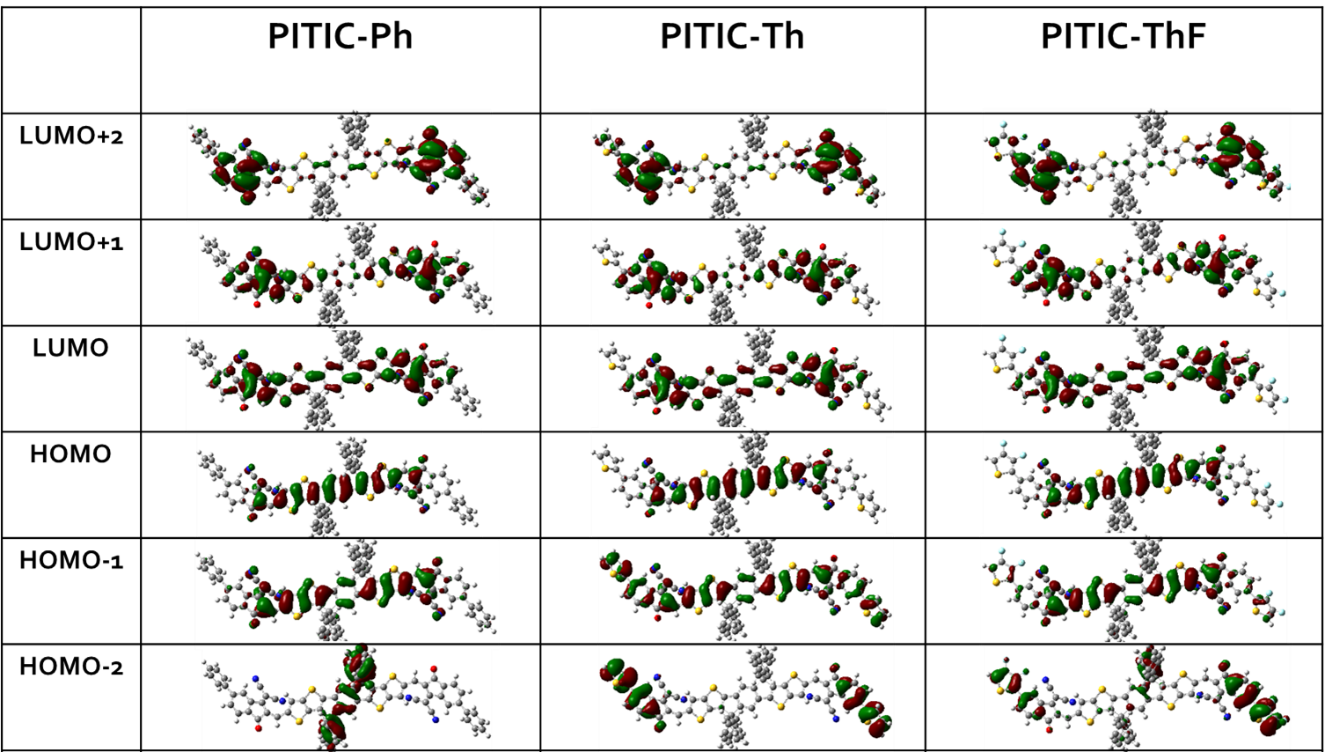 PITIC-Ph PITIC-Th PITIC-ThF
LUMO+2
LUMO+1
LUMO
HOMO
HOMO-1
HOMO-2